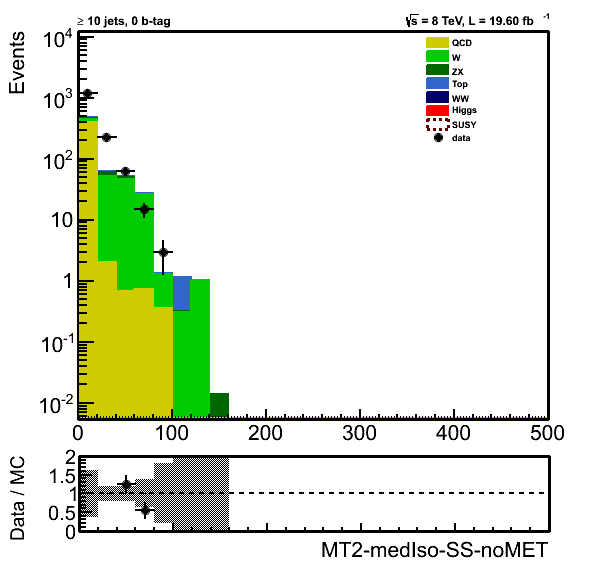 ≥ 10 jets, 0 b-tag
√s = 8 TeV, L = 19.60 fb⁻¹
Events
10⁴
10³
10²
10
1
10⁻¹
10⁻²
QCD
W
ZX
Top
WW
Higgs
SUSY
data
0 100 200 300 400 500
Data / MC
2
1.5
1
0.5
0
MT2-medIso-SS-noMET